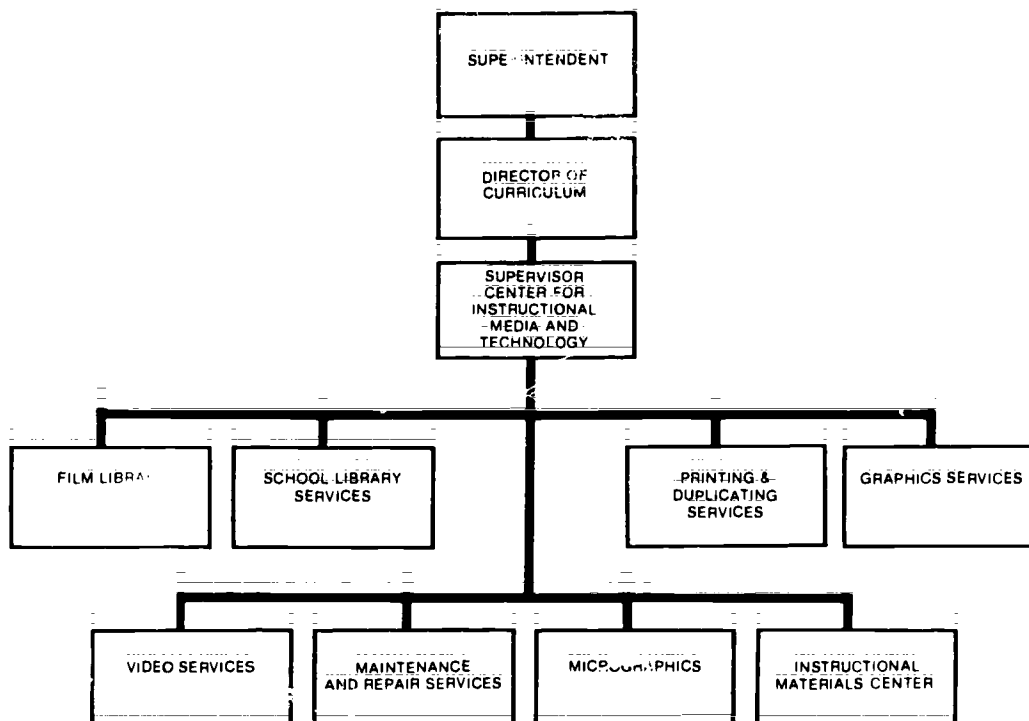 DIRECTOR OF
CURRICULUM
SUPERVISOR
CENTER FOR
INSTRUCTIONAL
MEDIA AND
TECHNOLOGY
FILM
SCHOOL LIBRARY
SERVICES
PRINTING &
DUPLICATING
SERVICES
GRAPHICS SERVICES
VIDEO SERVICES
MAINTENANCE
AND REPAIR SERVICES
MICROGRAPHICS
INSTRUCTIONAL
MATERIALS CENTER